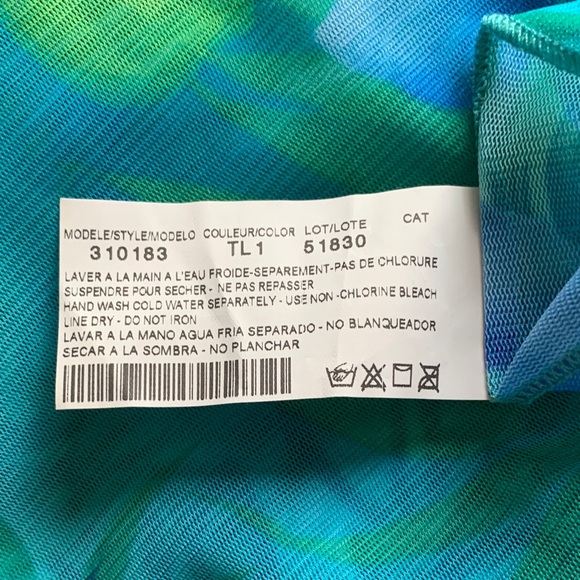 MODELE/STYLE/MODELO COULEUR/COLOR LOT/LOTE CAT
310183 TL1 51830
LAVER A LA MAIN A L'EAU FROIDE-SEPAREMENT-PAS DE CHLORURE
SUSPENDRE POUR SECHER - NE PAS REPASSER
HAND WASH COLD WATER SEPARATELY - USE NON -CHLORINE BLEACH
LINE DRY - DO NOT IRON
LAVAR A LA MANO AGUA FRIA SEPARADO - NO BLANQUEADOR
SECAR A LA SOMBRA - NO PLANCHAR